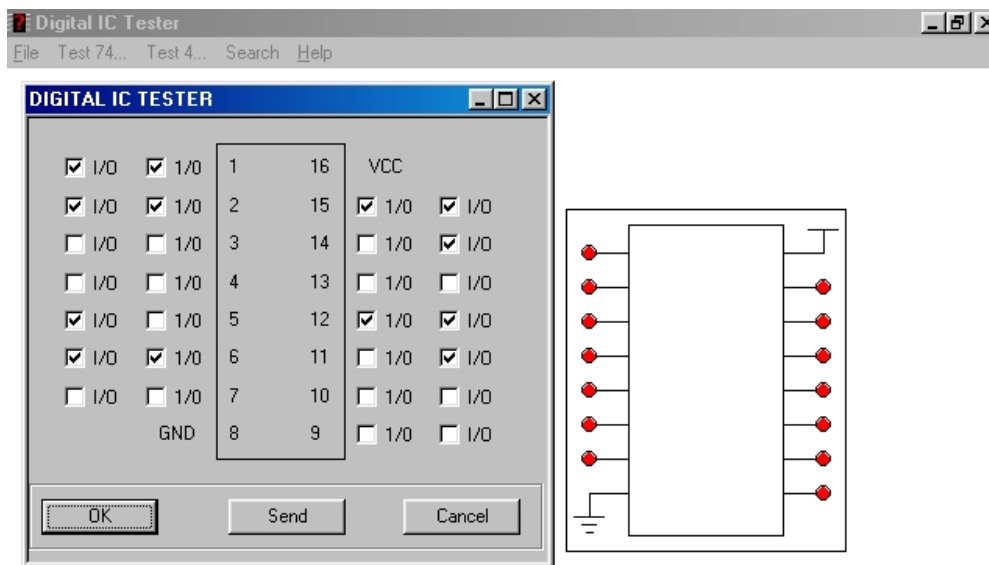 Digital IC Tester
File Test 74... Test 4... Search Help
DIGITAL IC TESTER
I/O 1/0 1 16 VCC
I/O 1/0 2 15 1/0 I/O
I/O 1/0 3 14 1/0 I/O
I/O 1/0 4 13 1/0 I/O
I/O 1/0 5 12 1/0 I/O
I/O 1/0 6 11 1/0 I/O
I/O 1/0 7 10 1/0 I/O
GND 8 9 1/0 I/O
OK Send Cancel